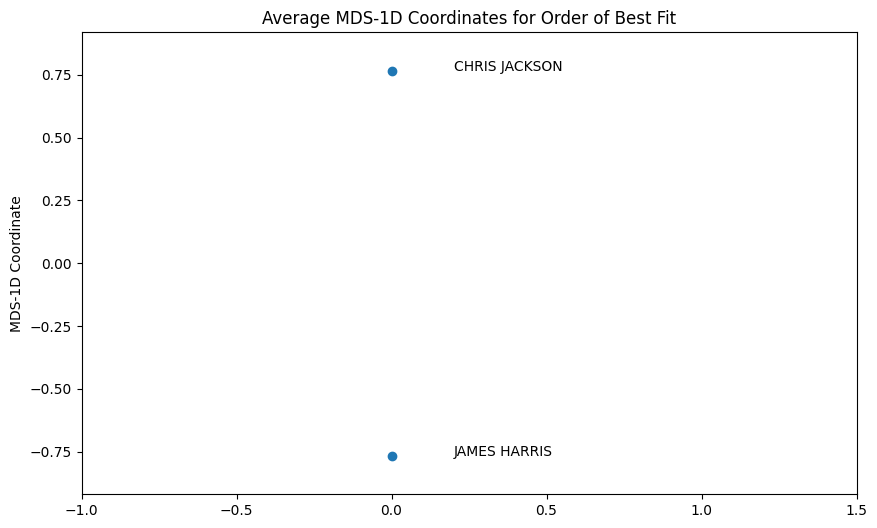 Average MDS-1D Coordinates for Order of Best Fit
MDS-1D Coordinate
0.75
0.50
0.25
0.00
−0.25
−0.50
−0.75
CHRIS JACKSON
JAMES HARRIS
−1.0 −0.5 0.0 0.5 1.0 1.5